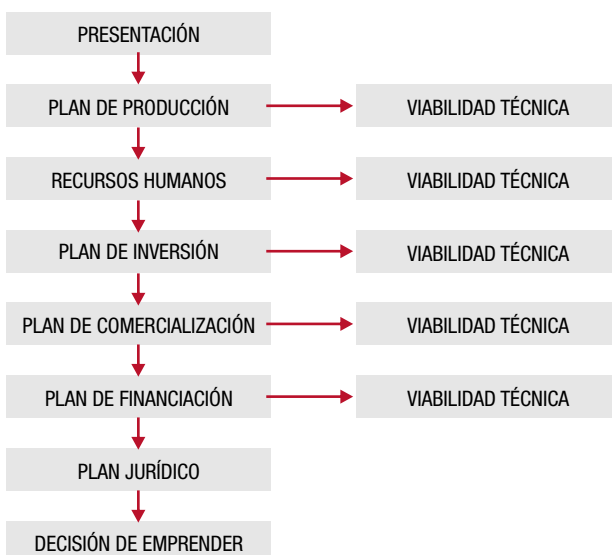 PRESENTACIÓN
PLAN DE PRODUCCIÓN
VIABILIDAD TÉCNICA
RECURSOS HUMANOS
VIABILIDAD TÉCNICA
PLAN DE INVERSIÓN
VIABILIDAD TÉCNICA
PLAN DE COMERCIALIZACIÓN
VIABILIDAD TÉCNICA
PLAN DE FINANCIACIÓN
VIABILIDAD TÉCNICA
PLAN JURÍDICO
DECISIÓN DE EMPRENDER